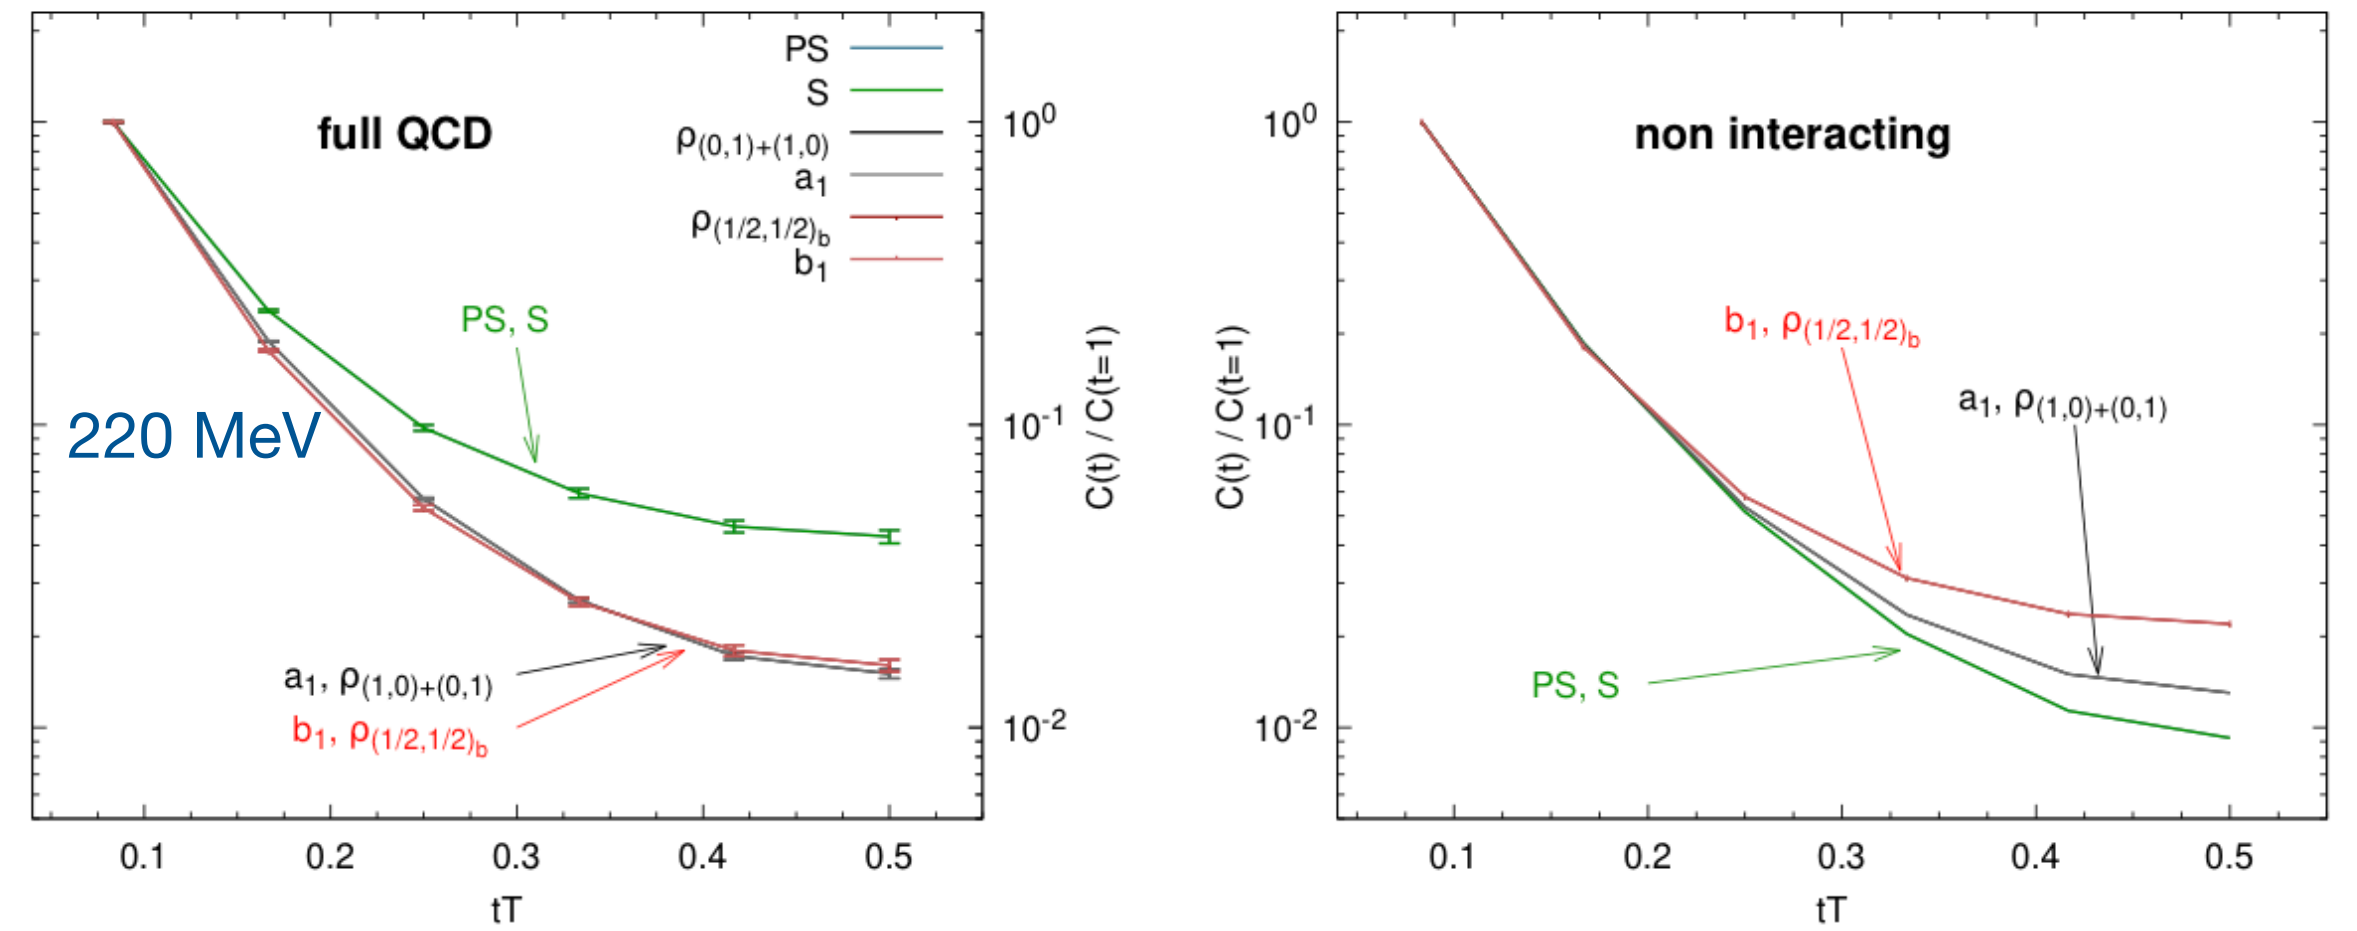 full QCD
PS
S
ρ(0,1)+(1,0)
a1
ρ(1/2,1/2)b
b1
PS, S
220 MeV
a1, ρ(1,0)+(0,1)
b1, ρ(1/2,1/2)b
10^0
10^-1
10^-2
C(t) / C(t=1)
0.1 0.2 0.3 0.4 0.5
tT
C(t) / C(t=1)
10^0
10^-1
10^-2
non interacting
b1, ρ(1/2,1/2)b
a1, ρ(1,0)+(0,1)
PS, S
0.1 0.2 0.3 0.4 0.5
tT